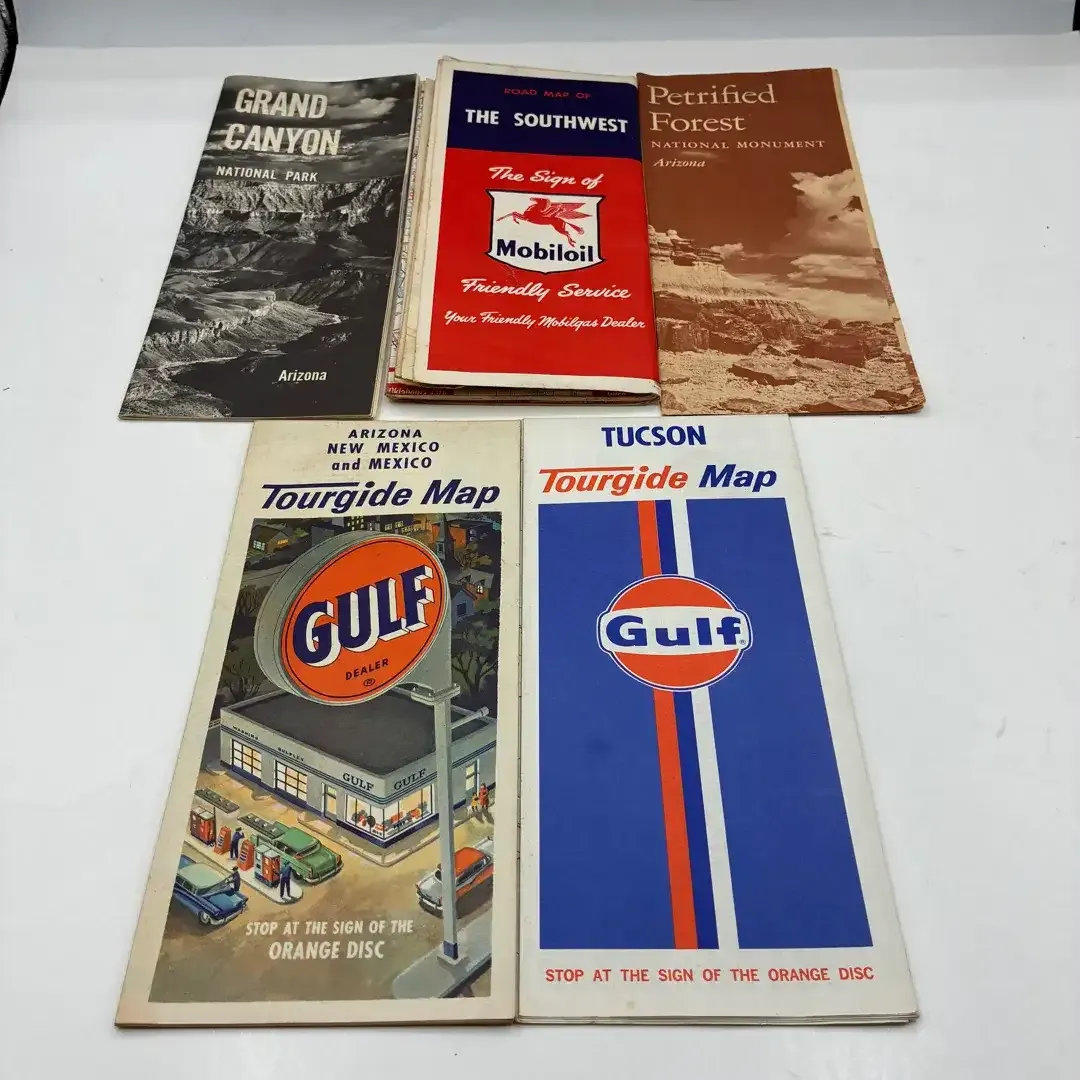 GRAND
CANYON
NATIONAL PARK
Arizona
ROAD MAP OF
THE SOUTHWEST
The Sign of
Mobiloil
Friendly Service
Your Friendly Mobilgas Dealer
Petrified
Forest
NATIONAL MONUMENT
Arizona
ARIZONA
NEW MEXICO
and MEXICO
Tourgide Map
GULF
DEALER
®
WASHING GULFLEX GULF GULF
STOP AT THE SIGN OF THE
ORANGE DISC
TUCSON
Tourgide Map
Gulf®
STOP AT THE SIGN OF THE ORANGE DISC